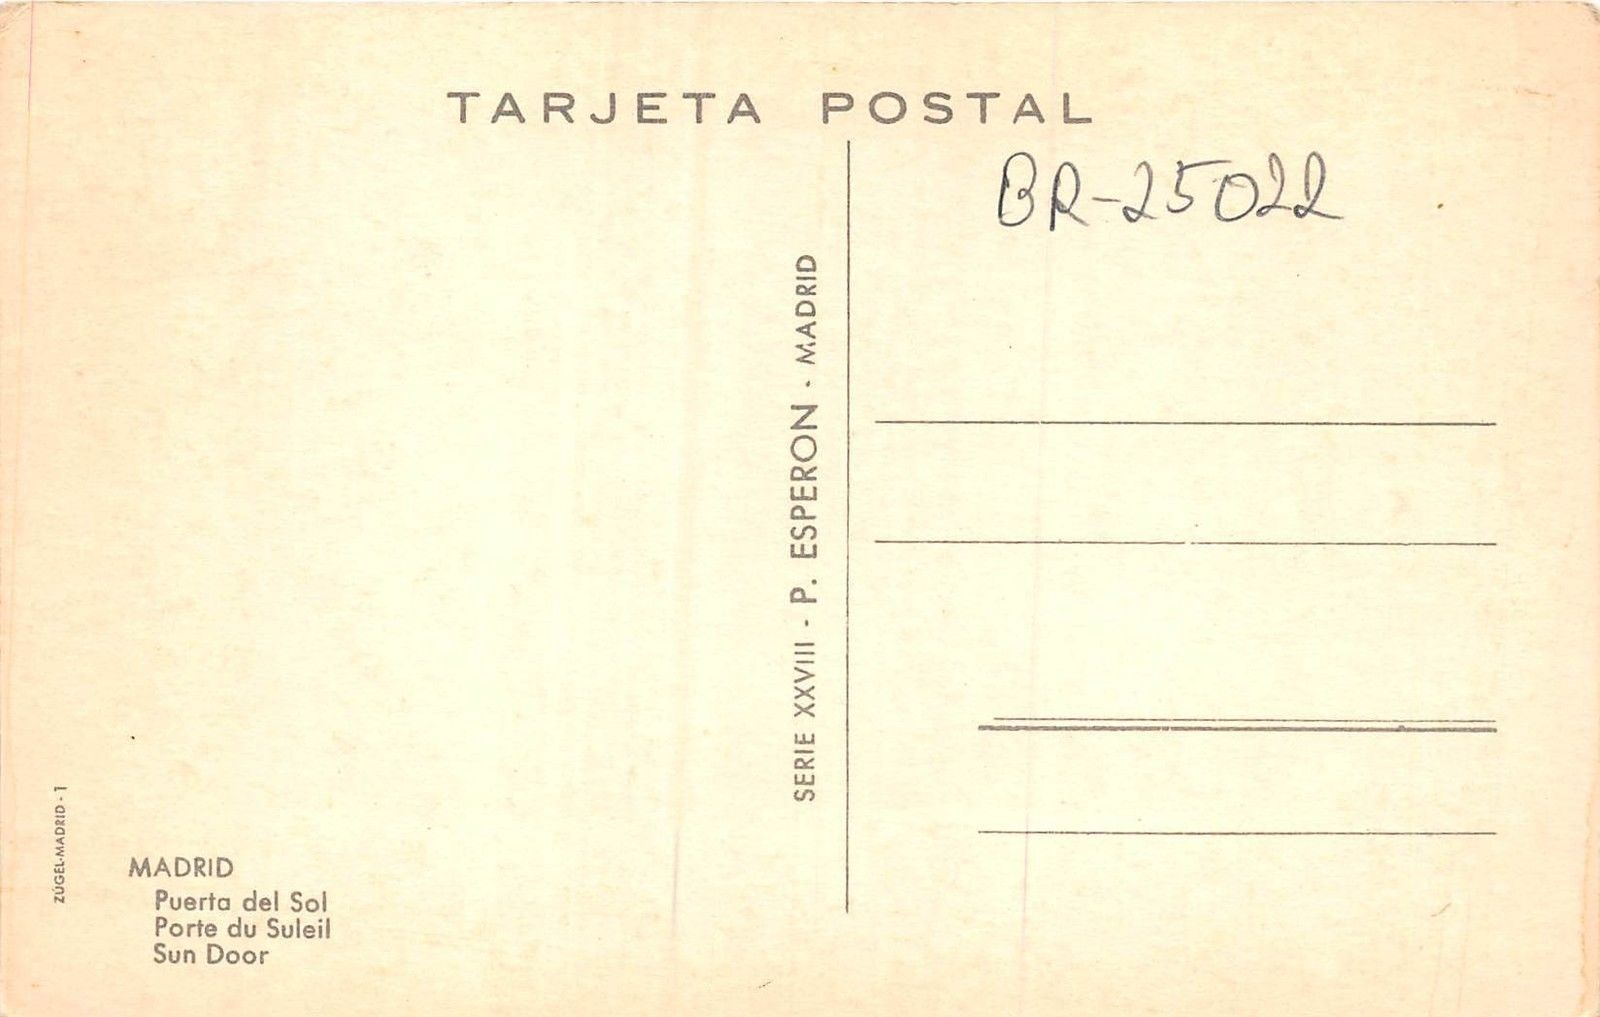 TARJETA POSTAL
BR-25022
SERIE XXVIII - P. ESPERON - MADRID
ZÚGEL-MADRID - 1
MADRID
Puerta del Sol
Porte du Suleil
Sun Door